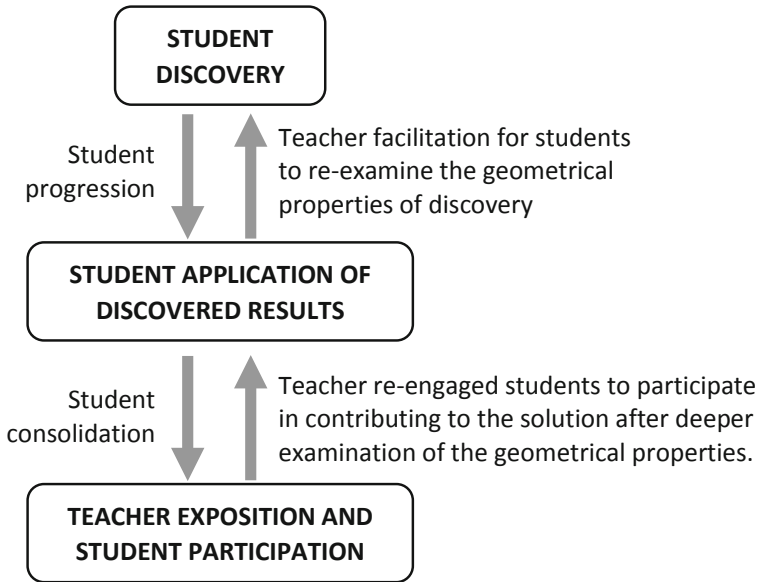 STUDENT
DISCOVERY
Student
progression
Teacher facilitation for students
to re-examine the geometrical
properties of discovery
STUDENT APPLICATION OF
DISCOVERED RESULTS
Student
consolidation
Teacher re-engaged students to participate
in contributing to the solution after deeper
examination of the geometrical properties.
TEACHER EXPOSITION AND
STUDENT PARTICIPATION